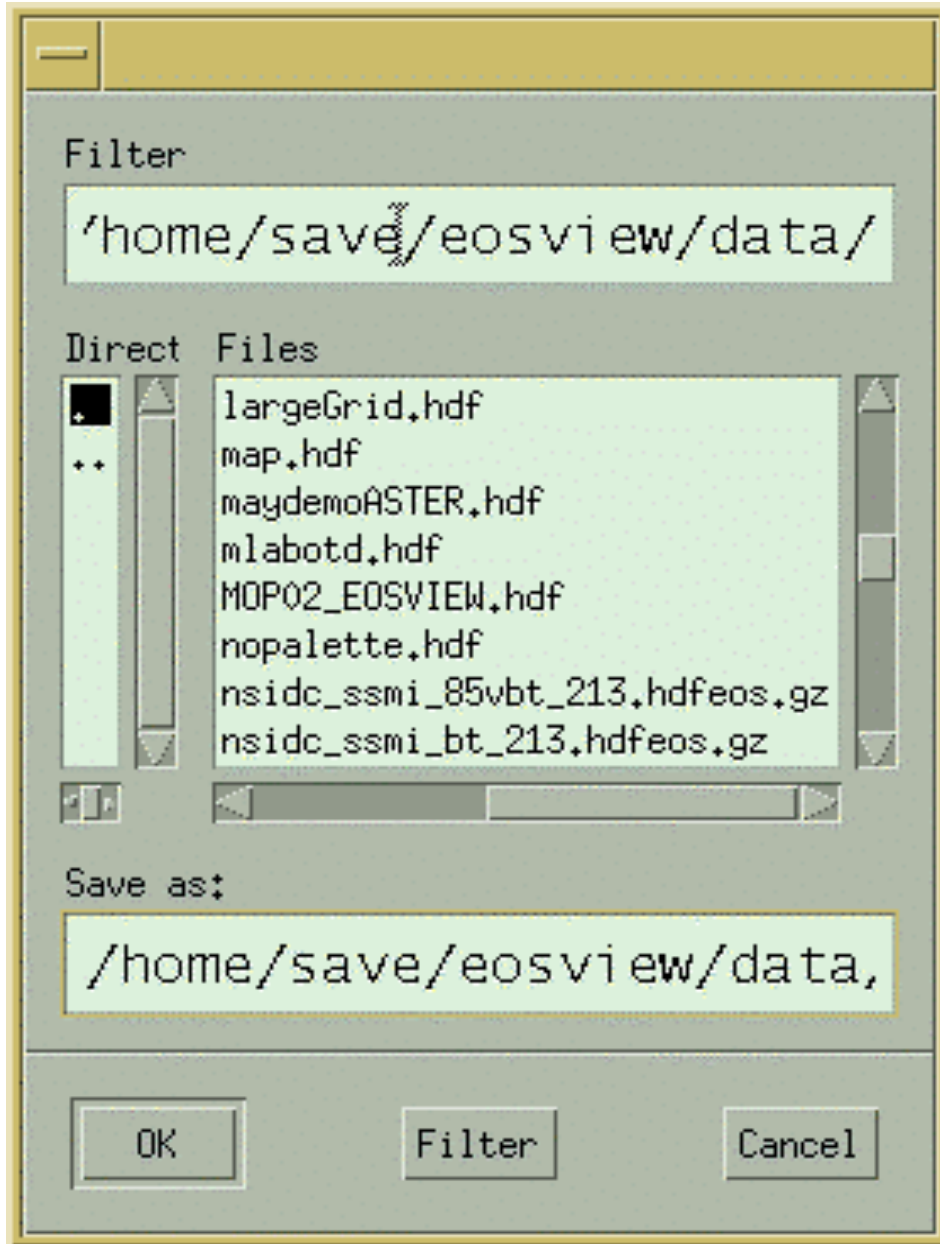 Filter
/home/save/eosview/data/
Direct Files
.
..
largeGrid.hdf
map.hdf
maydemoASTER.hdf
mlabotd.hdf
MOP02_EOSVIEW.hdf
nopalette.hdf
nsidc_ssmi_85vbt_213.hdfeos.gz
nsidc_ssmi_bt_213.hdfeos.gz
Save as:
/home/save/eosview/data/
OK Filter Cancel